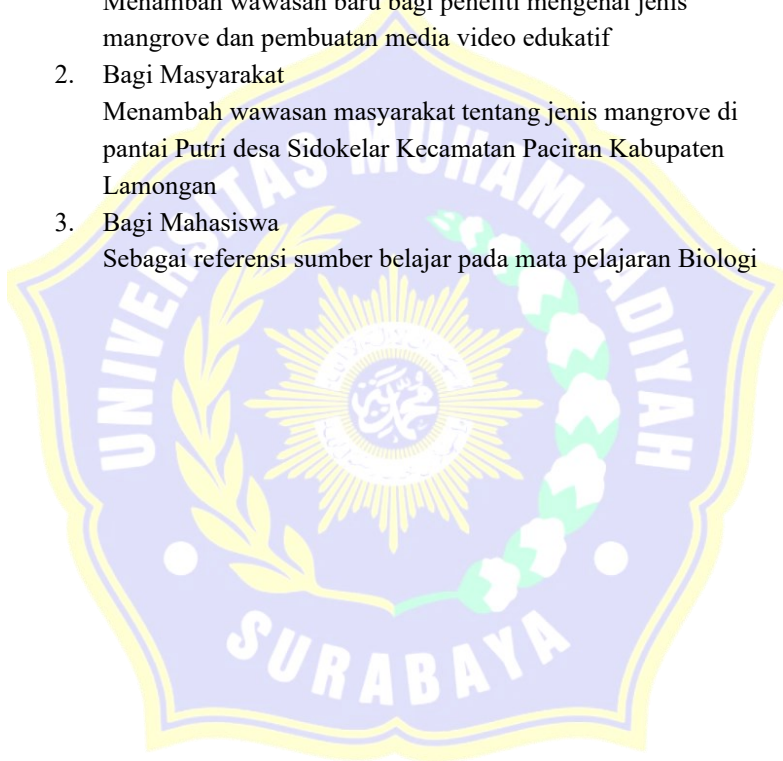 Menambah wawasan baru bagi peneliti mengenai jenis
mangrove dan pembuatan media video edukatif
2. Bagi Masyarakat
Menambah wawasan masyarakat tentang jenis mangrove di
pantai Putri desa Sidokelar Kecamatan Paciran Kabupaten
Lamongan
3. Bagi Mahasiswa
Sebagai referensi sumber belajar pada mata pelajaran Biologi
UNIVERSITAS MUHAMMADIYAH
محمد
SURABAYA